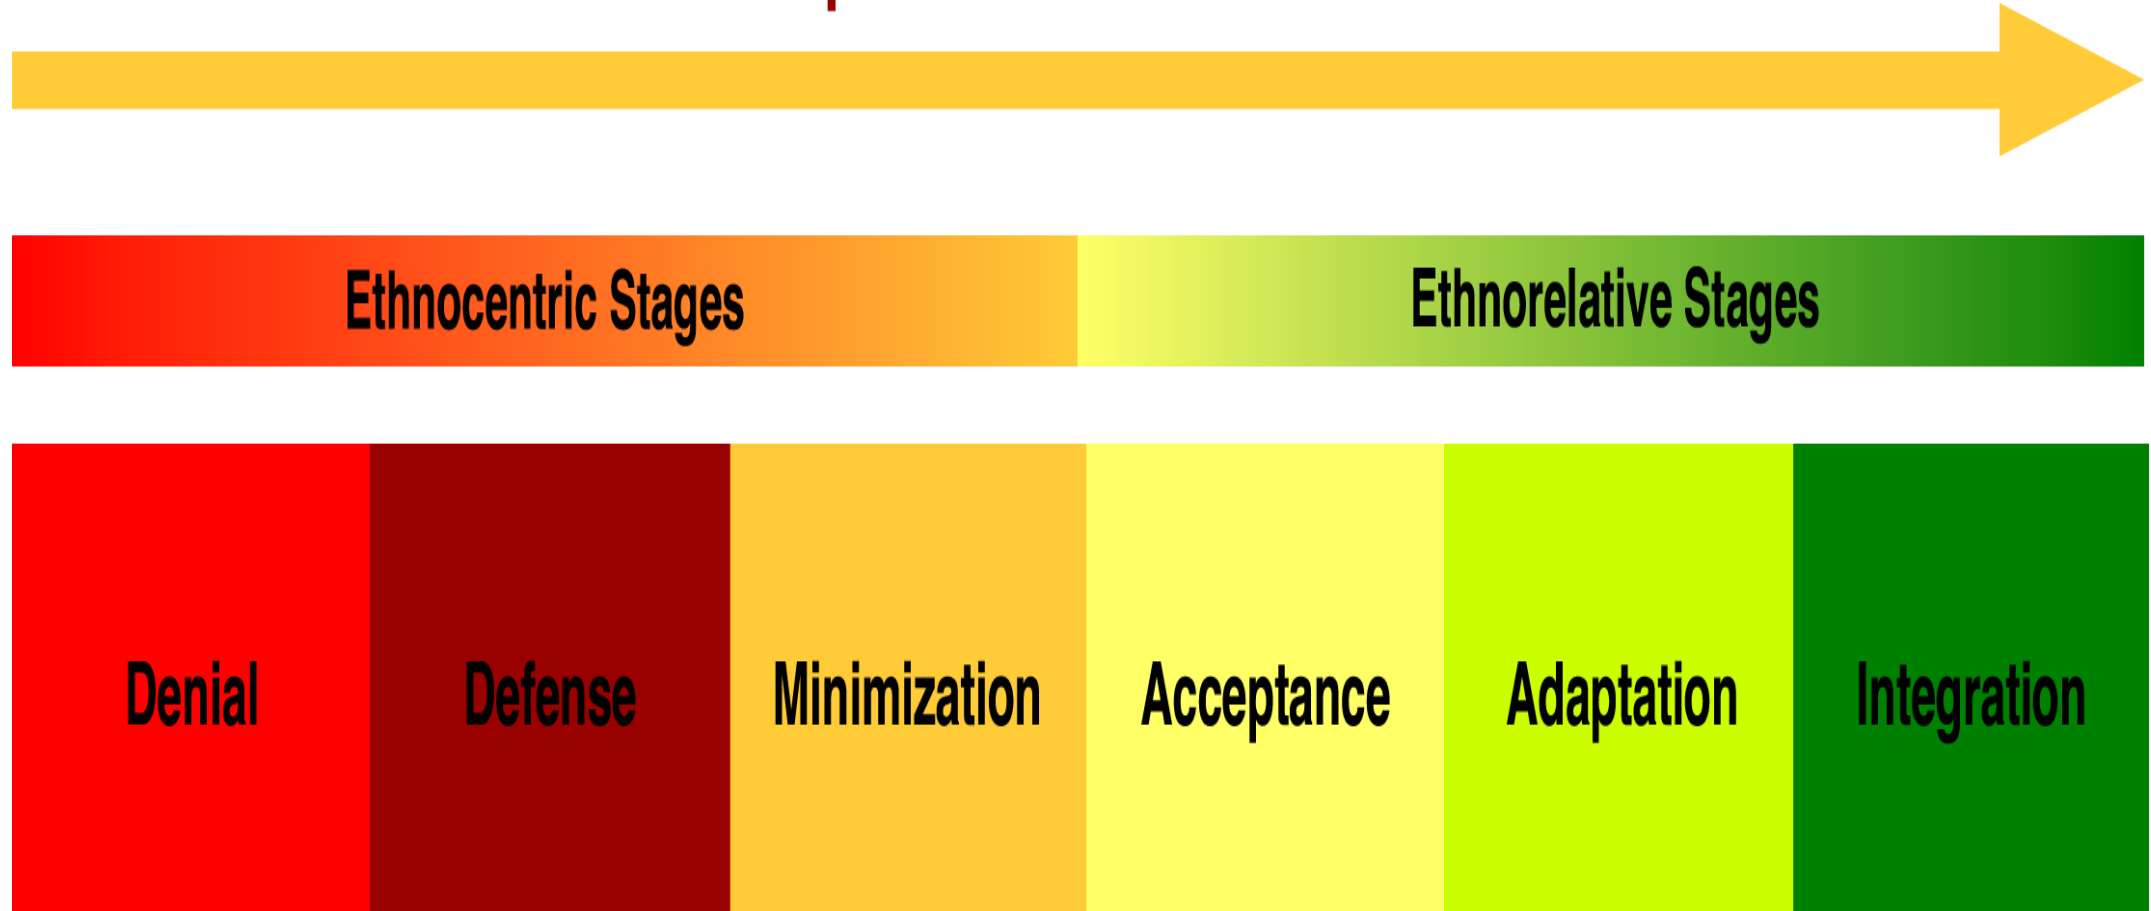 Ethnocentric Stages
Ethnorelative Stages
Denial
Defense
Minimization
Acceptance
Adaptation
Integration